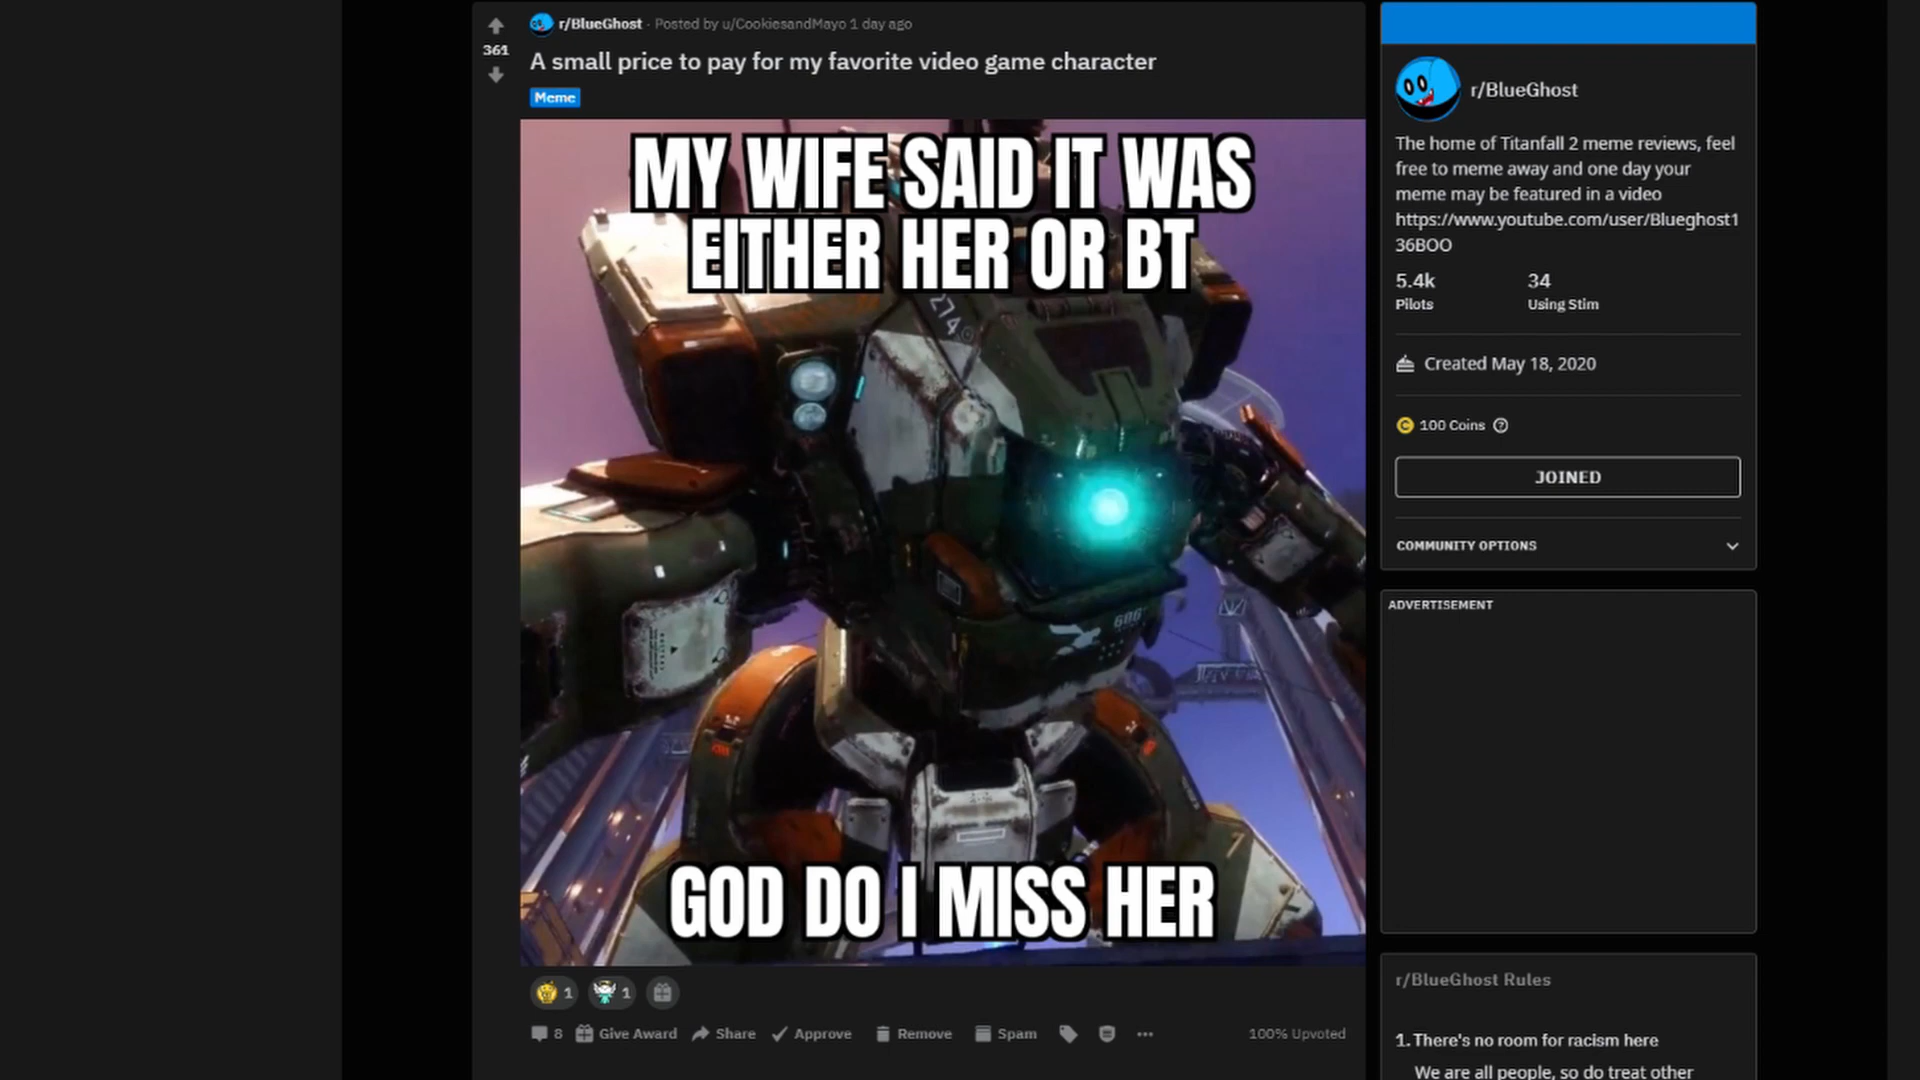 r/BlueGhost · Posted by u/CookiesandMayo 1 day ago
361
A small price to pay for my favorite video game character
Meme
MY WIFE SAID IT WAS
EITHER HER OR BT
274
606
GOD DO I MISS HER
1
1
8
Give Award
Share
Approve
Remove
Spam
100% Upvoted
r/BlueGhost
The home of Titanfall 2 meme reviews, feel
free to meme away and one day your
meme may be featured in a video
https://www.youtube.com/user/Blueghost1
36BOO
5.4k
Pilots
34
Using Stim
Created May 18, 2020
100 Coins
JOINED
COMMUNITY OPTIONS
ADVERTISEMENT
r/BlueGhost Rules
1. There's no room for racism here
We are all people, so do treat other